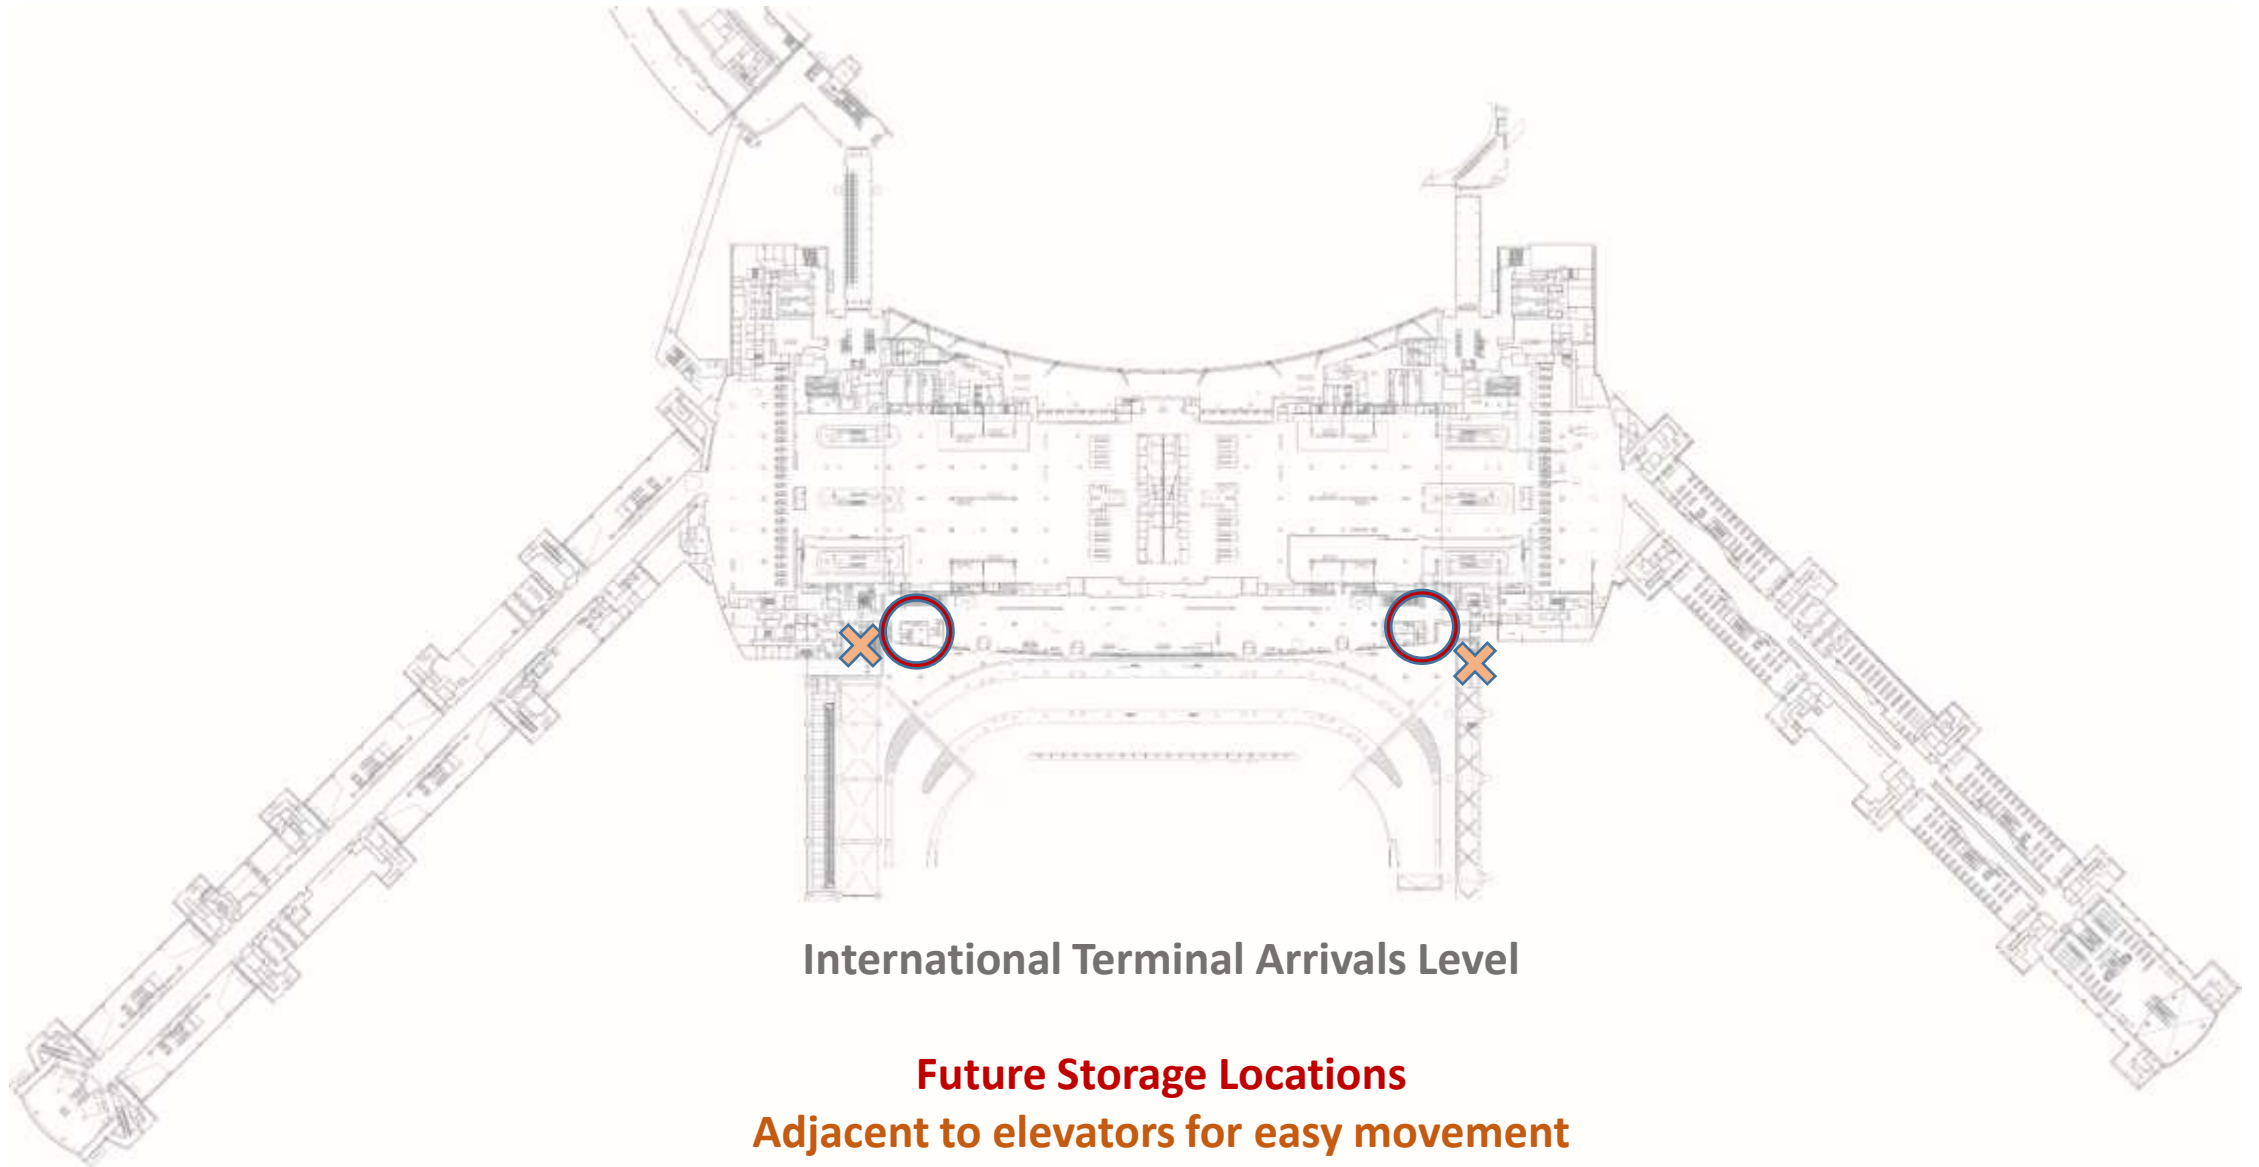 International Terminal Arrivals Level
Future Storage Locations
Adjacent to elevators for easy movement